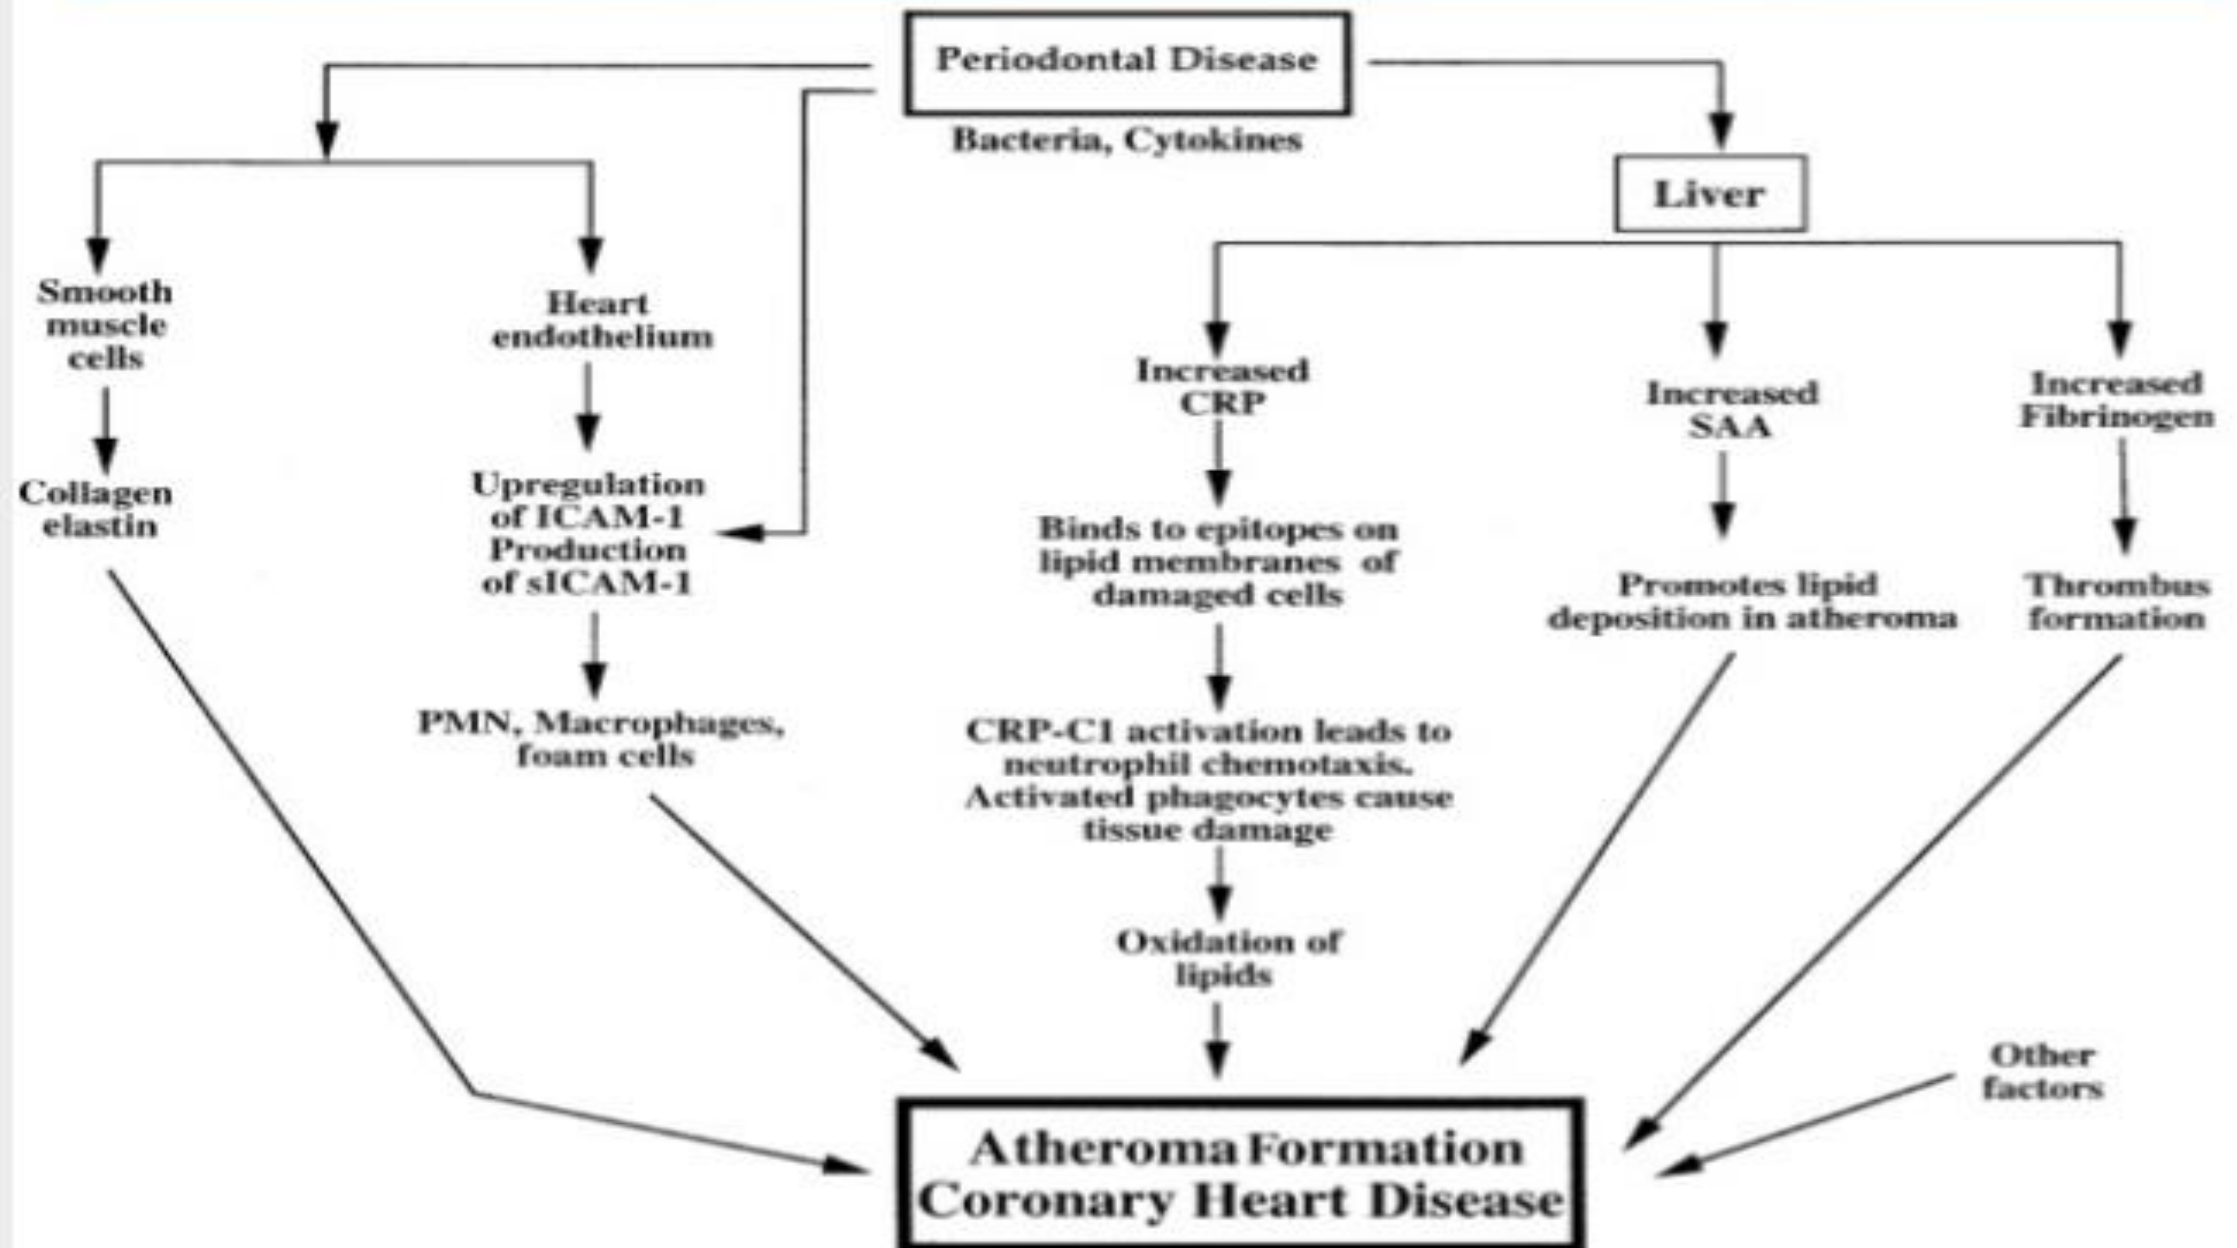 Periodontal Disease
Bacteria, Cytokines
Liver
Smooth
muscle
cells
Heart
endothelium
Collagen
elastin
Upregulation
of ICAM-1
Production
of sICAM-1
PMN, Macrophages,
foam cells
Increased
CRP
Binds to epitopes on
lipid membranes of
damaged cells
CRP-C1 activation leads to
neutrophil chemotaxis.
Activated phagocytes cause
tissue damage
Oxidation of
lipids
Increased
SAA
Promotes lipid
deposition in atheroma
Increased
Fibrinogen
Thrombus
formation
Other
factors
Atheroma Formation
Coronary Heart Disease